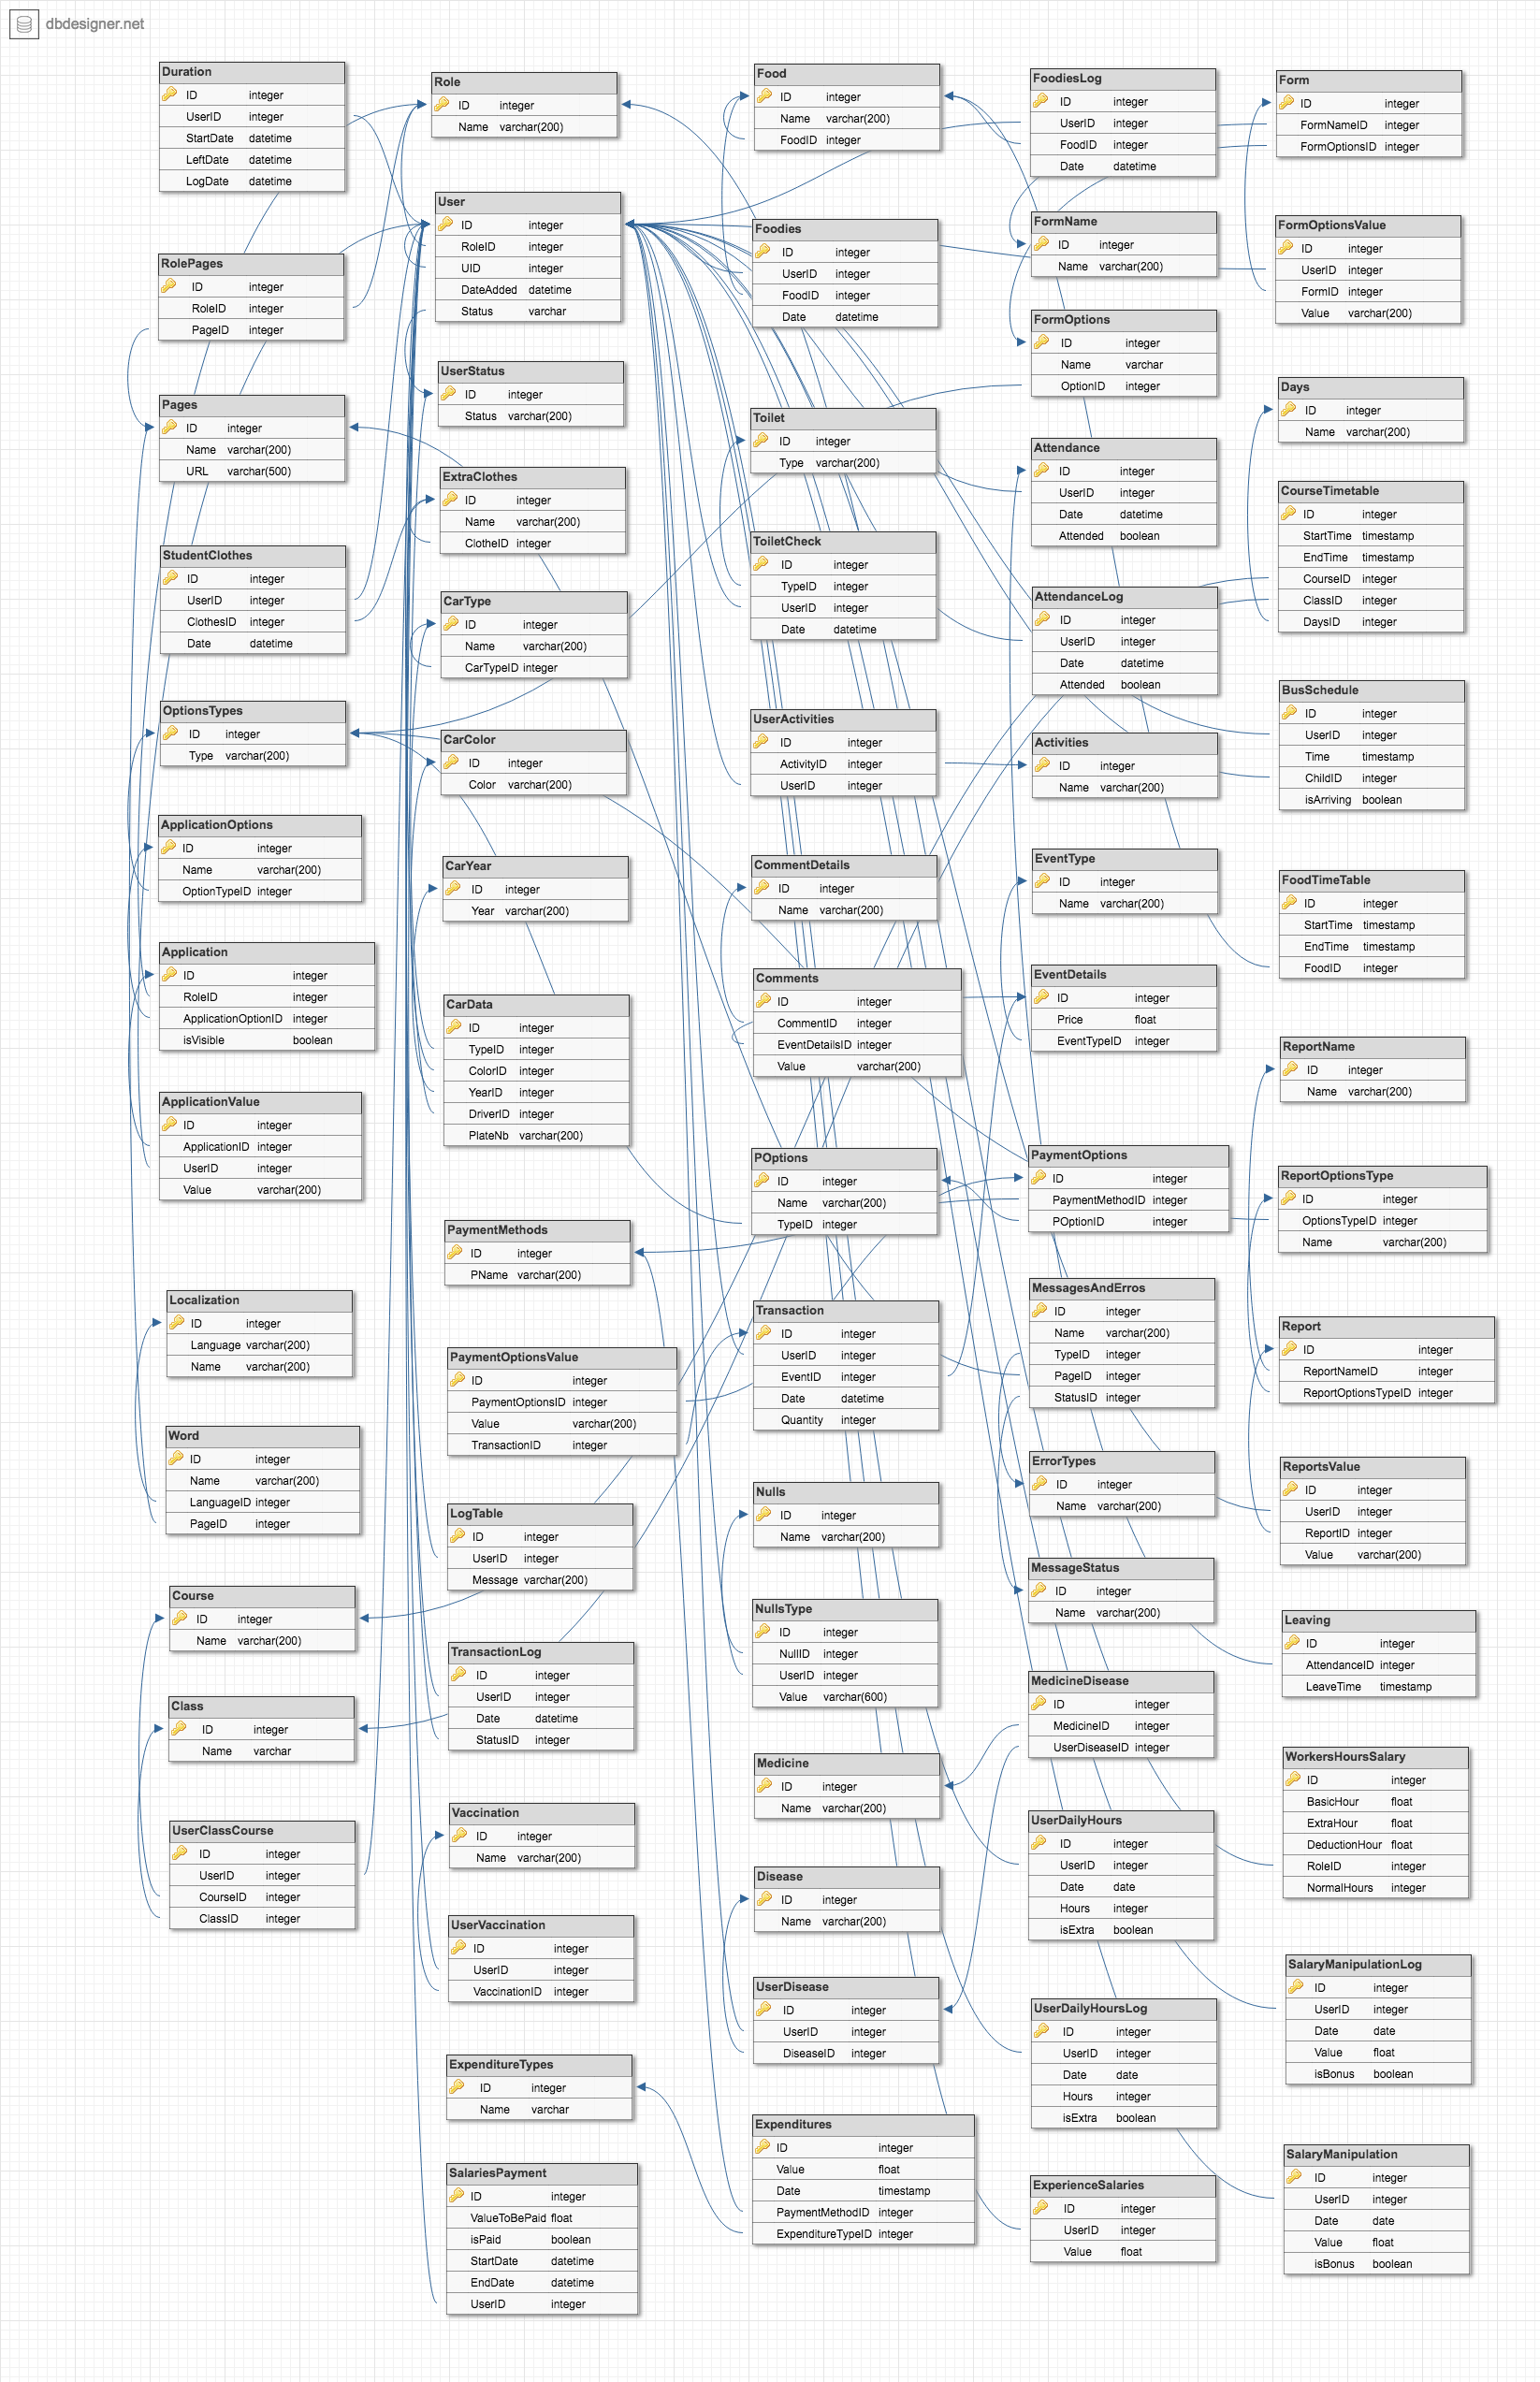 dbdesigner.net
Duration
ID integer
UserID integer
StartDate datetime
LeftDate datetime
LogDate datetime
RolePages
ID integer
RoleID integer
PageID integer
Pages
ID integer
Name varchar(200)
URL varchar(500)
StudentClothes
ID integer
UserID integer
ClothesID integer
Date datetime
OptionsTypes
ID integer
Type varchar(200)
ApplicationOptions
ID integer
Name varchar(200)
OptionTypeID integer
Application
ID integer
RoleID integer
ApplicationOptionID integer
isVisible boolean
ApplicationValue
ID integer
ApplicationID integer
UserID integer
Value varchar(200)
Localization
ID integer
Language varchar(200)
Name varchar(200)
Word
ID integer
Name varchar(200)
LanguageID integer
PageID integer
Course
ID integer
Name varchar(200)
Class
ID integer
Name varchar
UserClassCourse
ID integer
UserID integer
CourseID integer
ClassID integer
Role
ID integer
Name varchar(200)
User
ID integer
RoleID integer
UID integer
DateAdded datetime
Status varchar
UserStatus
ID integer
Status varchar(200)
ExtraClothes
ID integer
Name varchar(200)
ClotheID integer
CarType
ID integer
Name varchar(200)
CarTypeID integer
CarColor
ID integer
Color varchar(200)
CarYear
ID integer
Year varchar(200)
CarData
ID integer
TypeID integer
ColorID integer
YearID integer
DriverID integer
PlateNb varchar(200)
PaymentMethods
ID integer
PName varchar(200)
PaymentOptionsValue
ID integer
PaymentOptionsID integer
Value varchar(200)
TransactionID integer
LogTable
ID integer
UserID integer
Message varchar(200)
TransactionLog
ID integer
UserID integer
Date datetime
StatusID integer
Vaccination
ID integer
Name varchar(200)
UserVaccination
ID integer
UserID integer
VaccinationID integer
ExpenditureTypes
ID integer
Name varchar
SalariesPayment
ID integer
ValueToBePaid float
isPaid boolean
StartDate datetime
EndDate datetime
UserID integer
Food
ID integer
Name varchar(200)
FoodID integer
Foodies
ID integer
UserID integer
FoodID integer
Date datetime
Toilet
ID integer
Type varchar(200)
ToiletCheck
ID integer
TypeID integer
UserID integer
Date datetime
UserActivities
ID integer
ActivityID integer
UserID integer
CommentDetails
ID integer
Name varchar(200)
Comments
ID integer
CommentID integer
EventDetailsID integer
Value varchar(200)
POptions
ID integer
Name varchar(200)
TypeID integer
Transaction
ID integer
UserID integer
EventID integer
Date datetime
Quantity integer
Nulls
ID integer
Name varchar(200)
NullsType
ID integer
NullID integer
UserID integer
Value varchar(600)
Medicine
ID integer
Name varchar(200)
Disease
ID integer
Name varchar(200)
UserDisease
ID integer
UserID integer
DiseaseID integer
Expenditures
ID integer
Value float
Date timestamp
PaymentMethodID integer
ExpenditureTypeID integer
FoodiesLog
ID integer
UserID integer
FoodID integer
Date datetime
FormName
ID integer
Name varchar(200)
FormOptions
ID integer
Name varchar
OptionID integer
Attendance
ID integer
UserID integer
Date datetime
Attended boolean
AttendanceLog
ID integer
UserID integer
Date datetime
Attended boolean
Activities
ID integer
Name varchar(200)
EventType
ID integer
Name varchar(200)
EventDetails
ID integer
Price float
EventTypeID integer
PaymentOptions
ID integer
PaymentMethodID integer
POptionID integer
MessagesAndErros
ID integer
Name varchar(200)
TypeID integer
PageID integer
StatusID integer
ErrorTypes
ID integer
Name varchar(200)
MessageStatus
ID integer
Name varchar(200)
MedicineDisease
ID integer
MedicineID integer
UserDiseaseID integer
UserDailyHours
ID integer
UserID integer
Date date
Hours integer
isExtra boolean
UserDailyHoursLog
ID integer
UserID integer
Date date
Hours integer
isExtra boolean
ExperienceSalaries
ID integer
UserID integer
Value float
Form
ID integer
FormNameID integer
FormOptionsID integer
FormOptionsValue
ID integer
UserID integer
FormID integer
Value varchar(200)
Days
ID integer
Name varchar(200)
CourseTimetable
ID integer
StartTime timestamp
EndTime timestamp
CourseID integer
ClassID integer
DaysID integer
BusSchedule
ID integer
UserID integer
Time timestamp
ChildID integer
isArriving boolean
FoodTimeTable
ID integer
StartTime timestamp
EndTime timestamp
FoodID integer
ReportName
ID integer
Name varchar(200)
ReportOptionsType
ID integer
OptionsTypeID integer
Name varchar(200)
Report
ID integer
ReportNameID integer
ReportOptionsTypeID integer
ReportsValue
ID integer
UserID integer
ReportID integer
Value varchar(200)
Leaving
ID integer
AttendanceID integer
LeaveTime timestamp
WorkersHoursSalary
ID integer
BasicHour float
ExtraHour float
DeductionHour float
RoleID integer
NormalHours integer
SalaryManipulationLog
ID integer
UserID integer
Date date
Value float
isBonus boolean
SalaryManipulation
ID integer
UserID integer
Date date
Value float
isBonus boolean